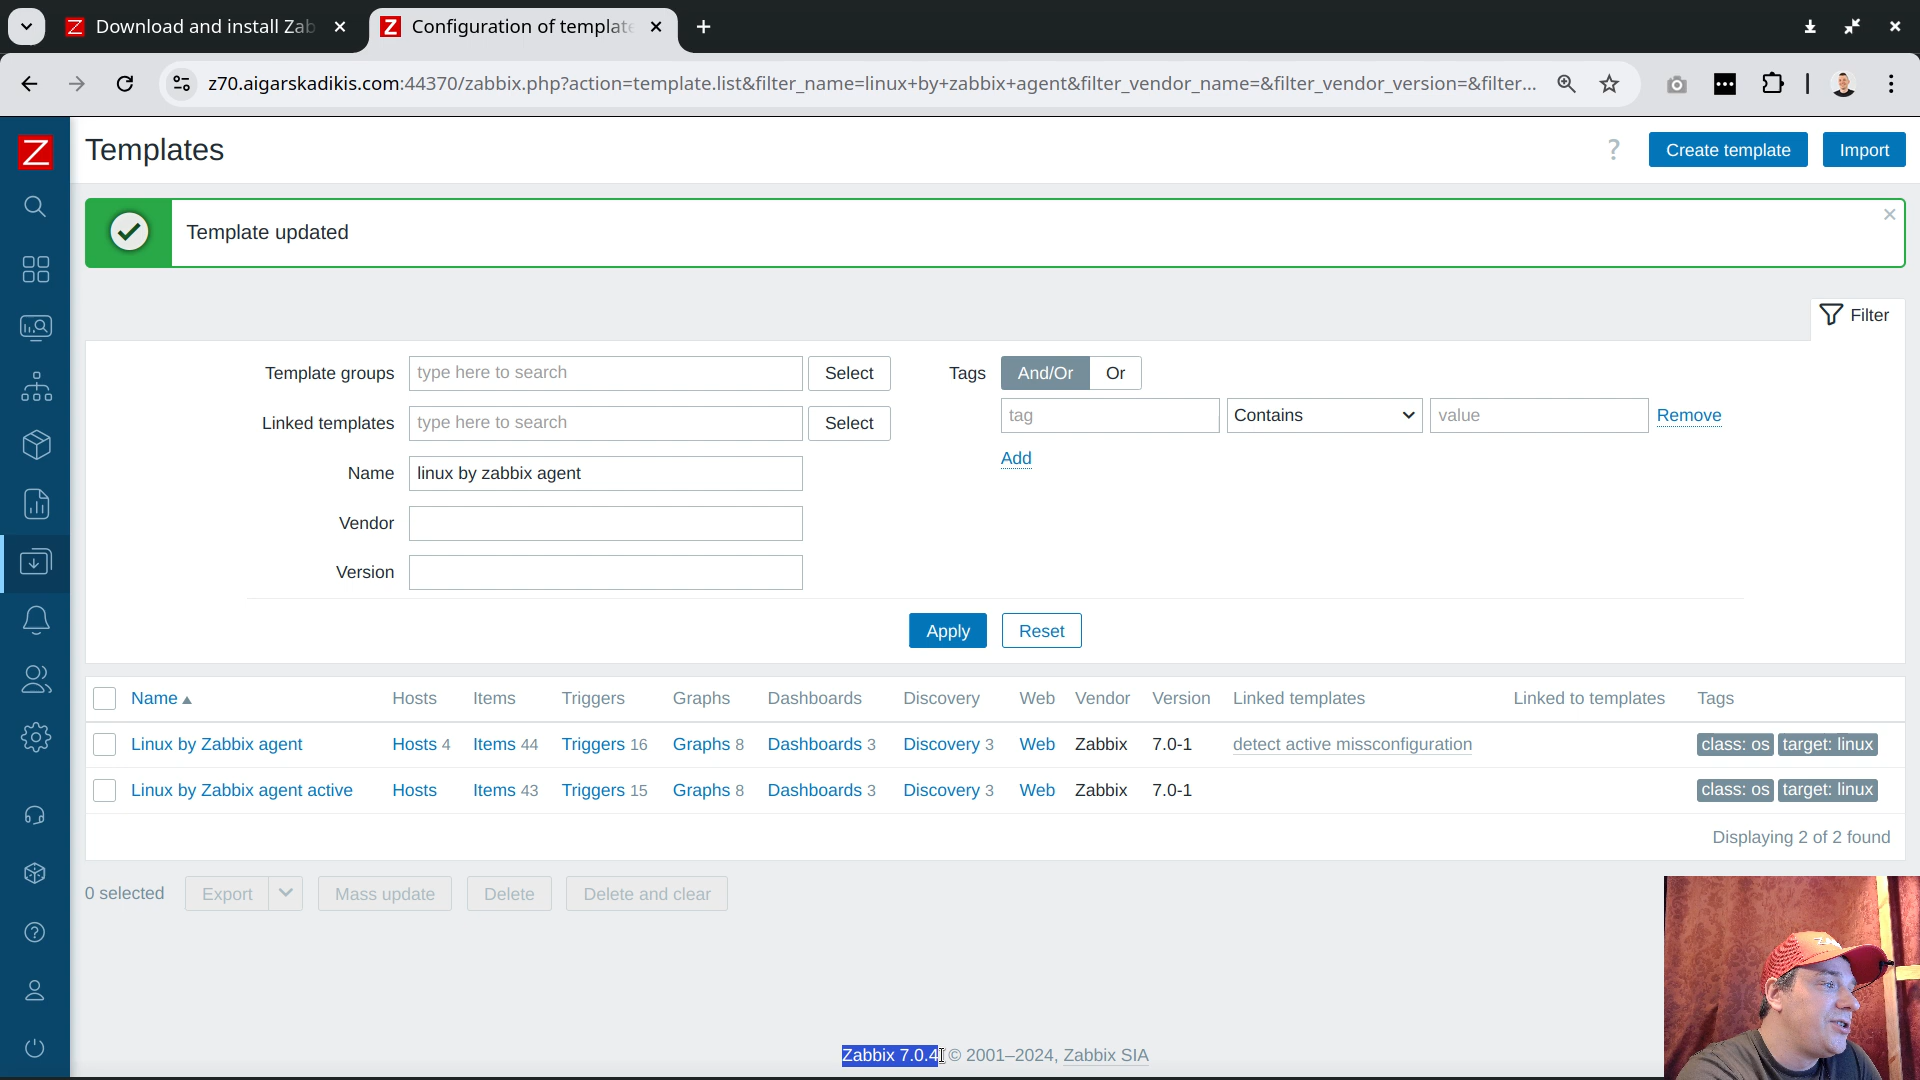 Download and install Zab
Configuration of template
z70.aigarskadikis.com:44370/zabbix.php?action=template.list&filter_name=linux+by+zabbix+agent&filter_vendor_name=&filter_vendor_version=&filter...
Z
Templates
?
Create template
Import
Template updated
Filter
Template groups
type here to search
Select
Tags
And/Or
Or
Linked templates
type here to search
Select
tag
Contains
value
Remove
Add
Name
linux by zabbix agent
Vendor
Version
Apply
Reset
Name Hosts Items Triggers Graphs Dashboards Discovery Web Vendor Version Linked templates Linked to templates Tags
Linux by Zabbix agent Hosts 4 Items 44 Triggers 16 Graphs 8 Dashboards 3 Discovery 3 Web Zabbix 7.0-1 detect active missconfiguration class: os target: linux
Linux by Zabbix agent active Hosts Items 43 Triggers 15 Graphs 8 Dashboards 3 Discovery 3 Web Zabbix 7.0-1 class: os target: linux
Displaying 2 of 2 found
0 selected
Export
Mass update
Delete
Delete and clear
Zabbix 7.0.4 © 2001–2024, Zabbix SIA